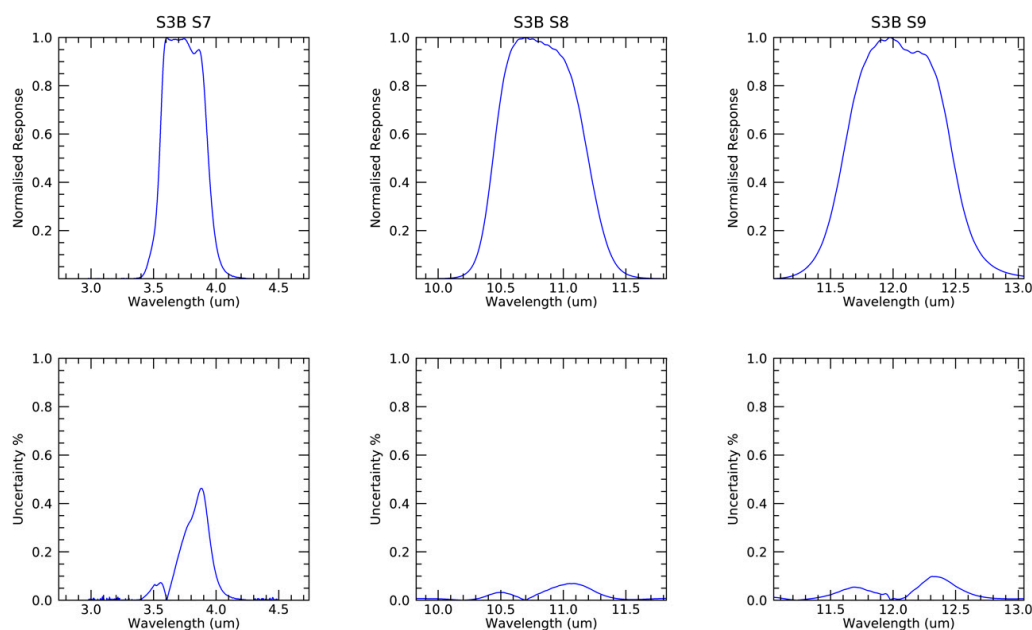 S3B S7
1.0
0.8
0.6
0.4
0.2
Normalised Response
3.0 3.5 4.0 4.5
Wavelength (um)
S3B S8
1.0
0.8
0.6
0.4
0.2
Normalised Response
10.0 10.5 11.0 11.5
Wavelength (um)
S3B S9
1.0
0.8
0.6
0.4
0.2
Normalised Response
11.5 12.0 12.5 13.0
Wavelength (um)
1.0
0.8
0.6
0.4
0.2
0.0
Uncertainty %
3.0 3.5 4.0 4.5
Wavelength (um)
1.0
0.8
0.6
0.4
0.2
0.0
Uncertainty %
10.0 10.5 11.0 11.5
Wavelength (um)
1.0
0.8
0.6
0.4
0.2
0.0
Uncertainty %
11.5 12.0 12.5 13.0
Wavelength (um)